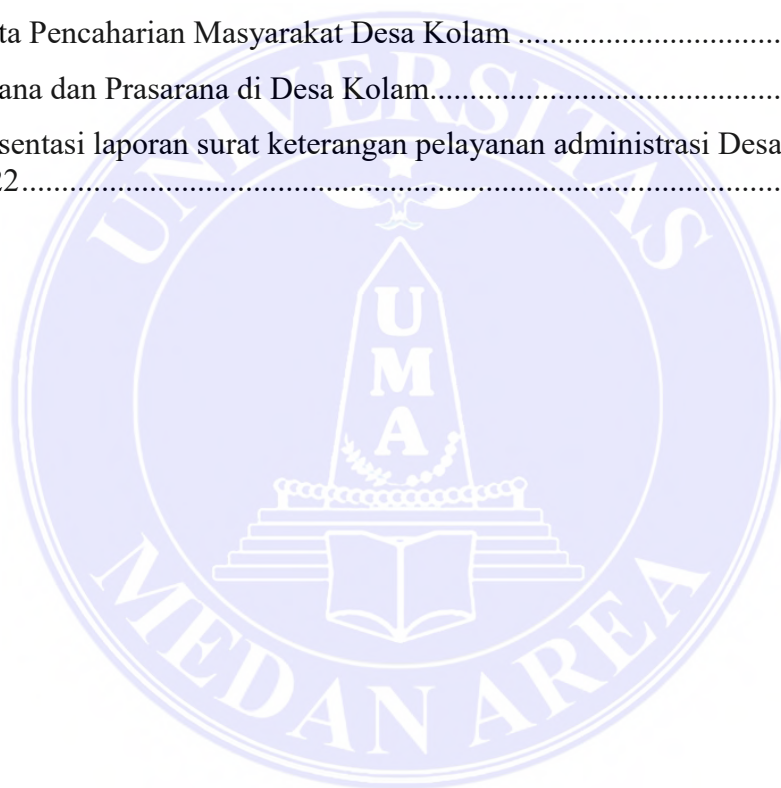 ta Pencaharian Masyarakat Desa Kolam ..................................
ana dan Prasarana di Desa Kolam.............................................
sentasi laporan surat keterangan pelayanan administrasi Desa
22................................................................................................
UNIVERSITAS
U
M
A
MEDAN AREA